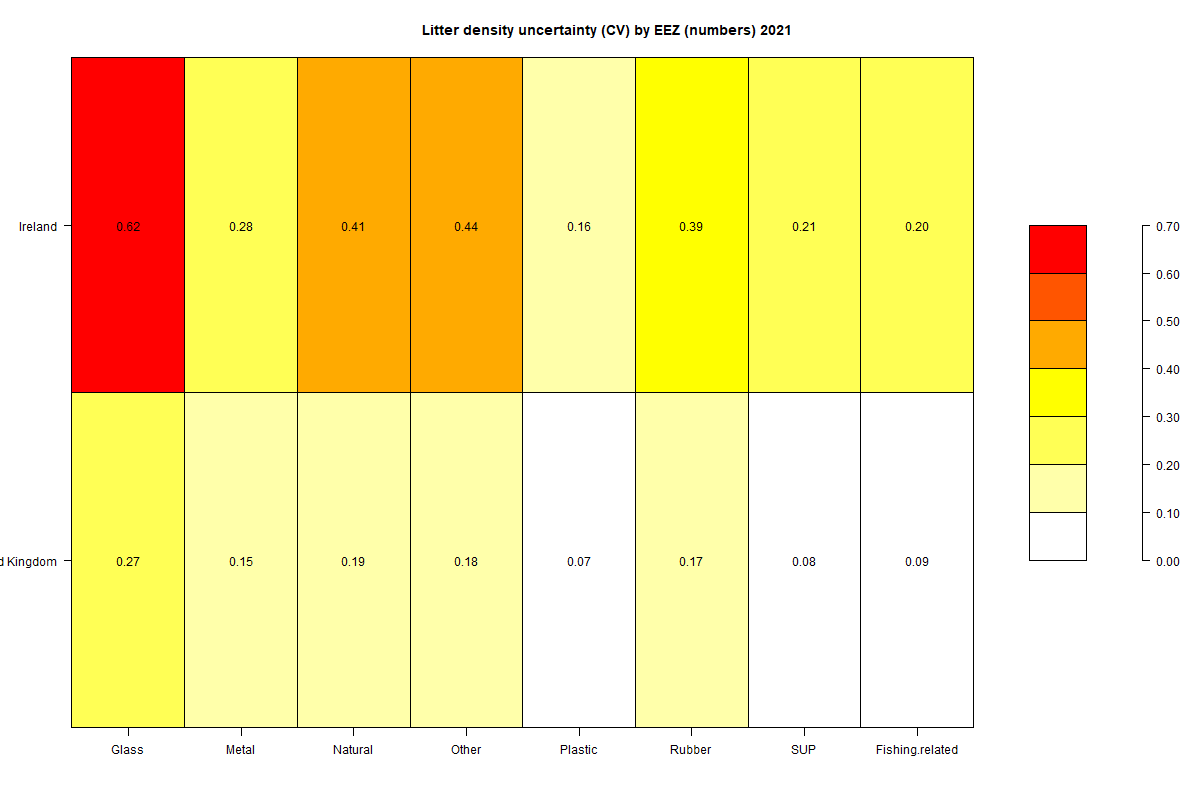 Litter density uncertainty (CV) by EEZ (numbers) 2021
Ireland
0.62 0.28 0.41 0.44 0.16 0.39 0.21 0.20
d Kingdom
0.27 0.15 0.19 0.18 0.07 0.17 0.08 0.09
Glass Metal Natural Other Plastic Rubber SUP Fishing.related
0.70
0.60
0.50
0.40
0.30
0.20
0.10
0.00